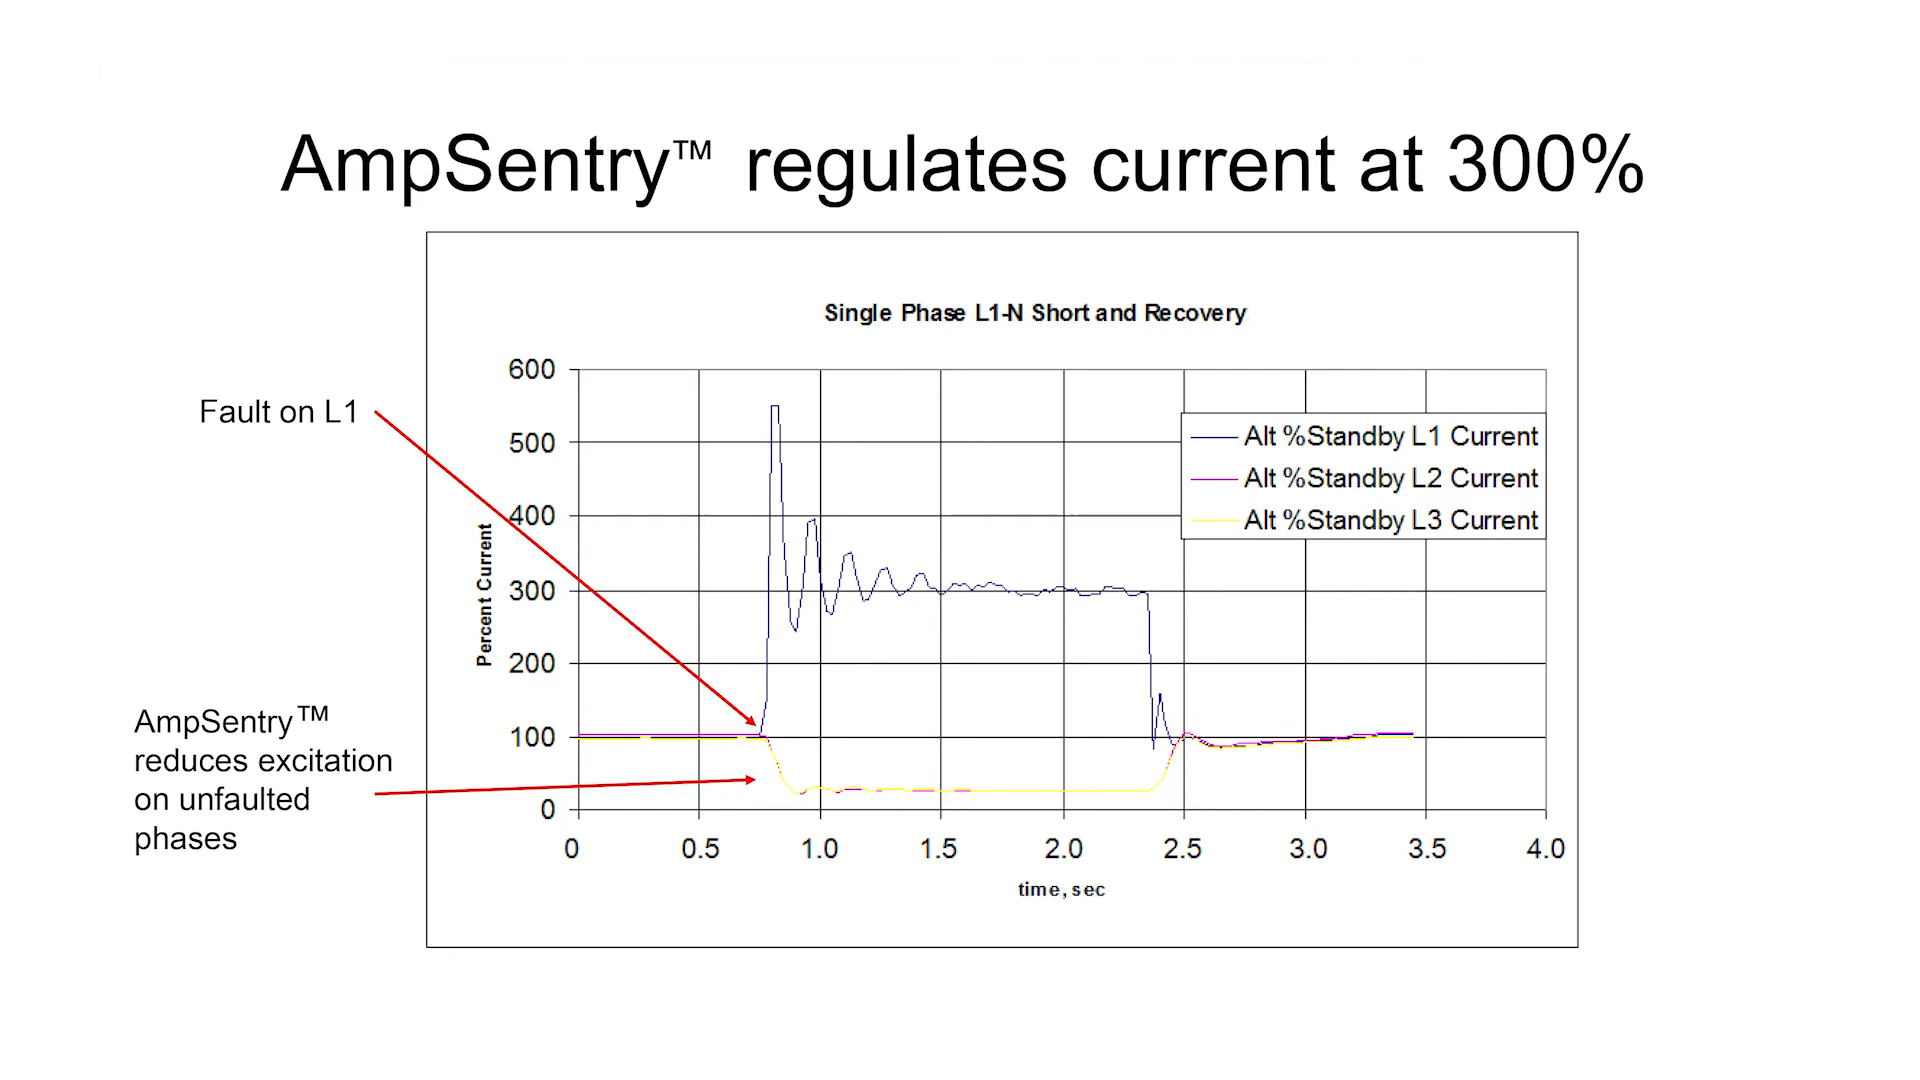 AmpSentry™ regulates current at 300%
Single Phase L1-N Short and Recovery
Fault on L1
AmpSentry™
reduces excitation
on unfaulted
phases
Percent Current
600
500
400
300
200
100
0
Alt %Standby L1 Current
Alt %Standby L2 Current
Alt %Standby L3 Current
0 0.5 1.0 1.5 2.0 2.5 3.0 3.5 4.0
time, sec